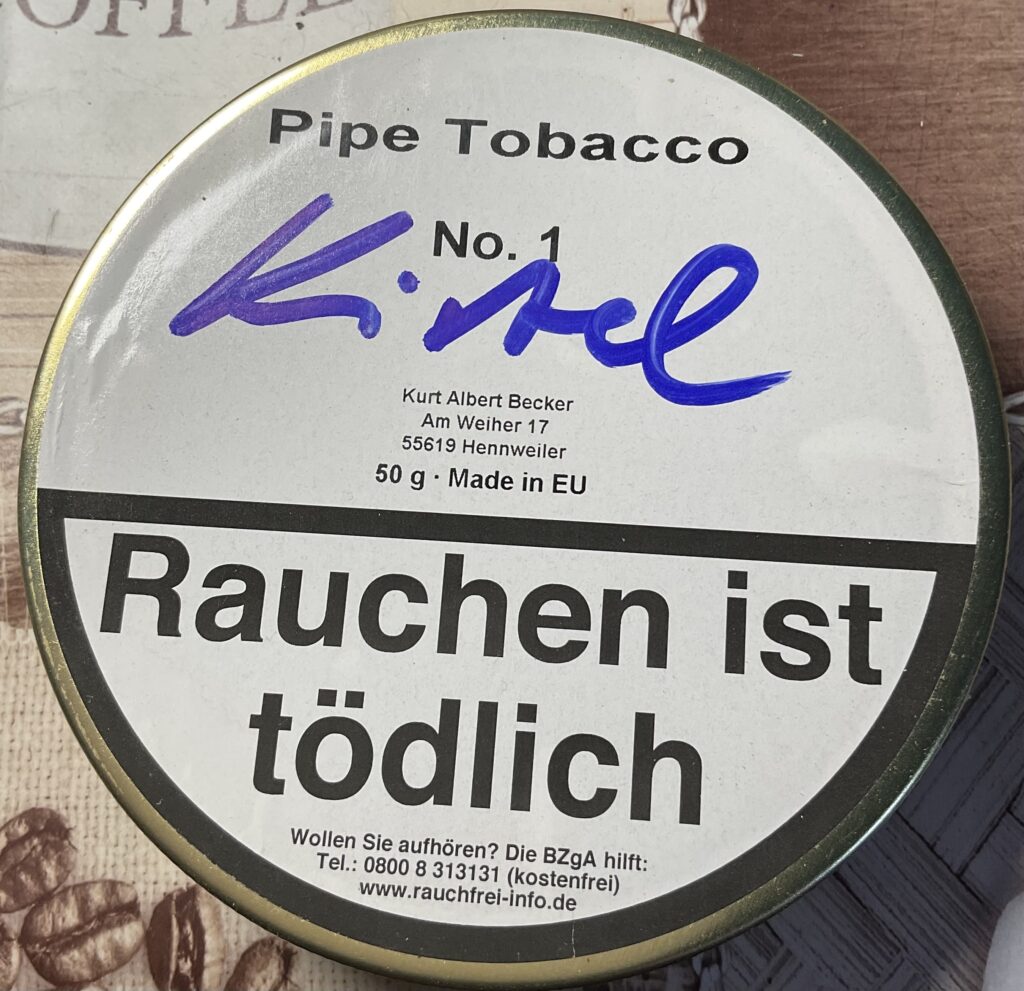 COFFEE
Pipe Tobacco
No. 1
Kurt Albert Becker
Am Weiher 17
55619 Hennweiler
50 g · Made in EU
Rauchen ist
tödlich
Wollen Sie aufhören? Die BZgA hilft:
Tel.: 0800 8 313131 (kostenfrei)
www.rauchfrei-info.de